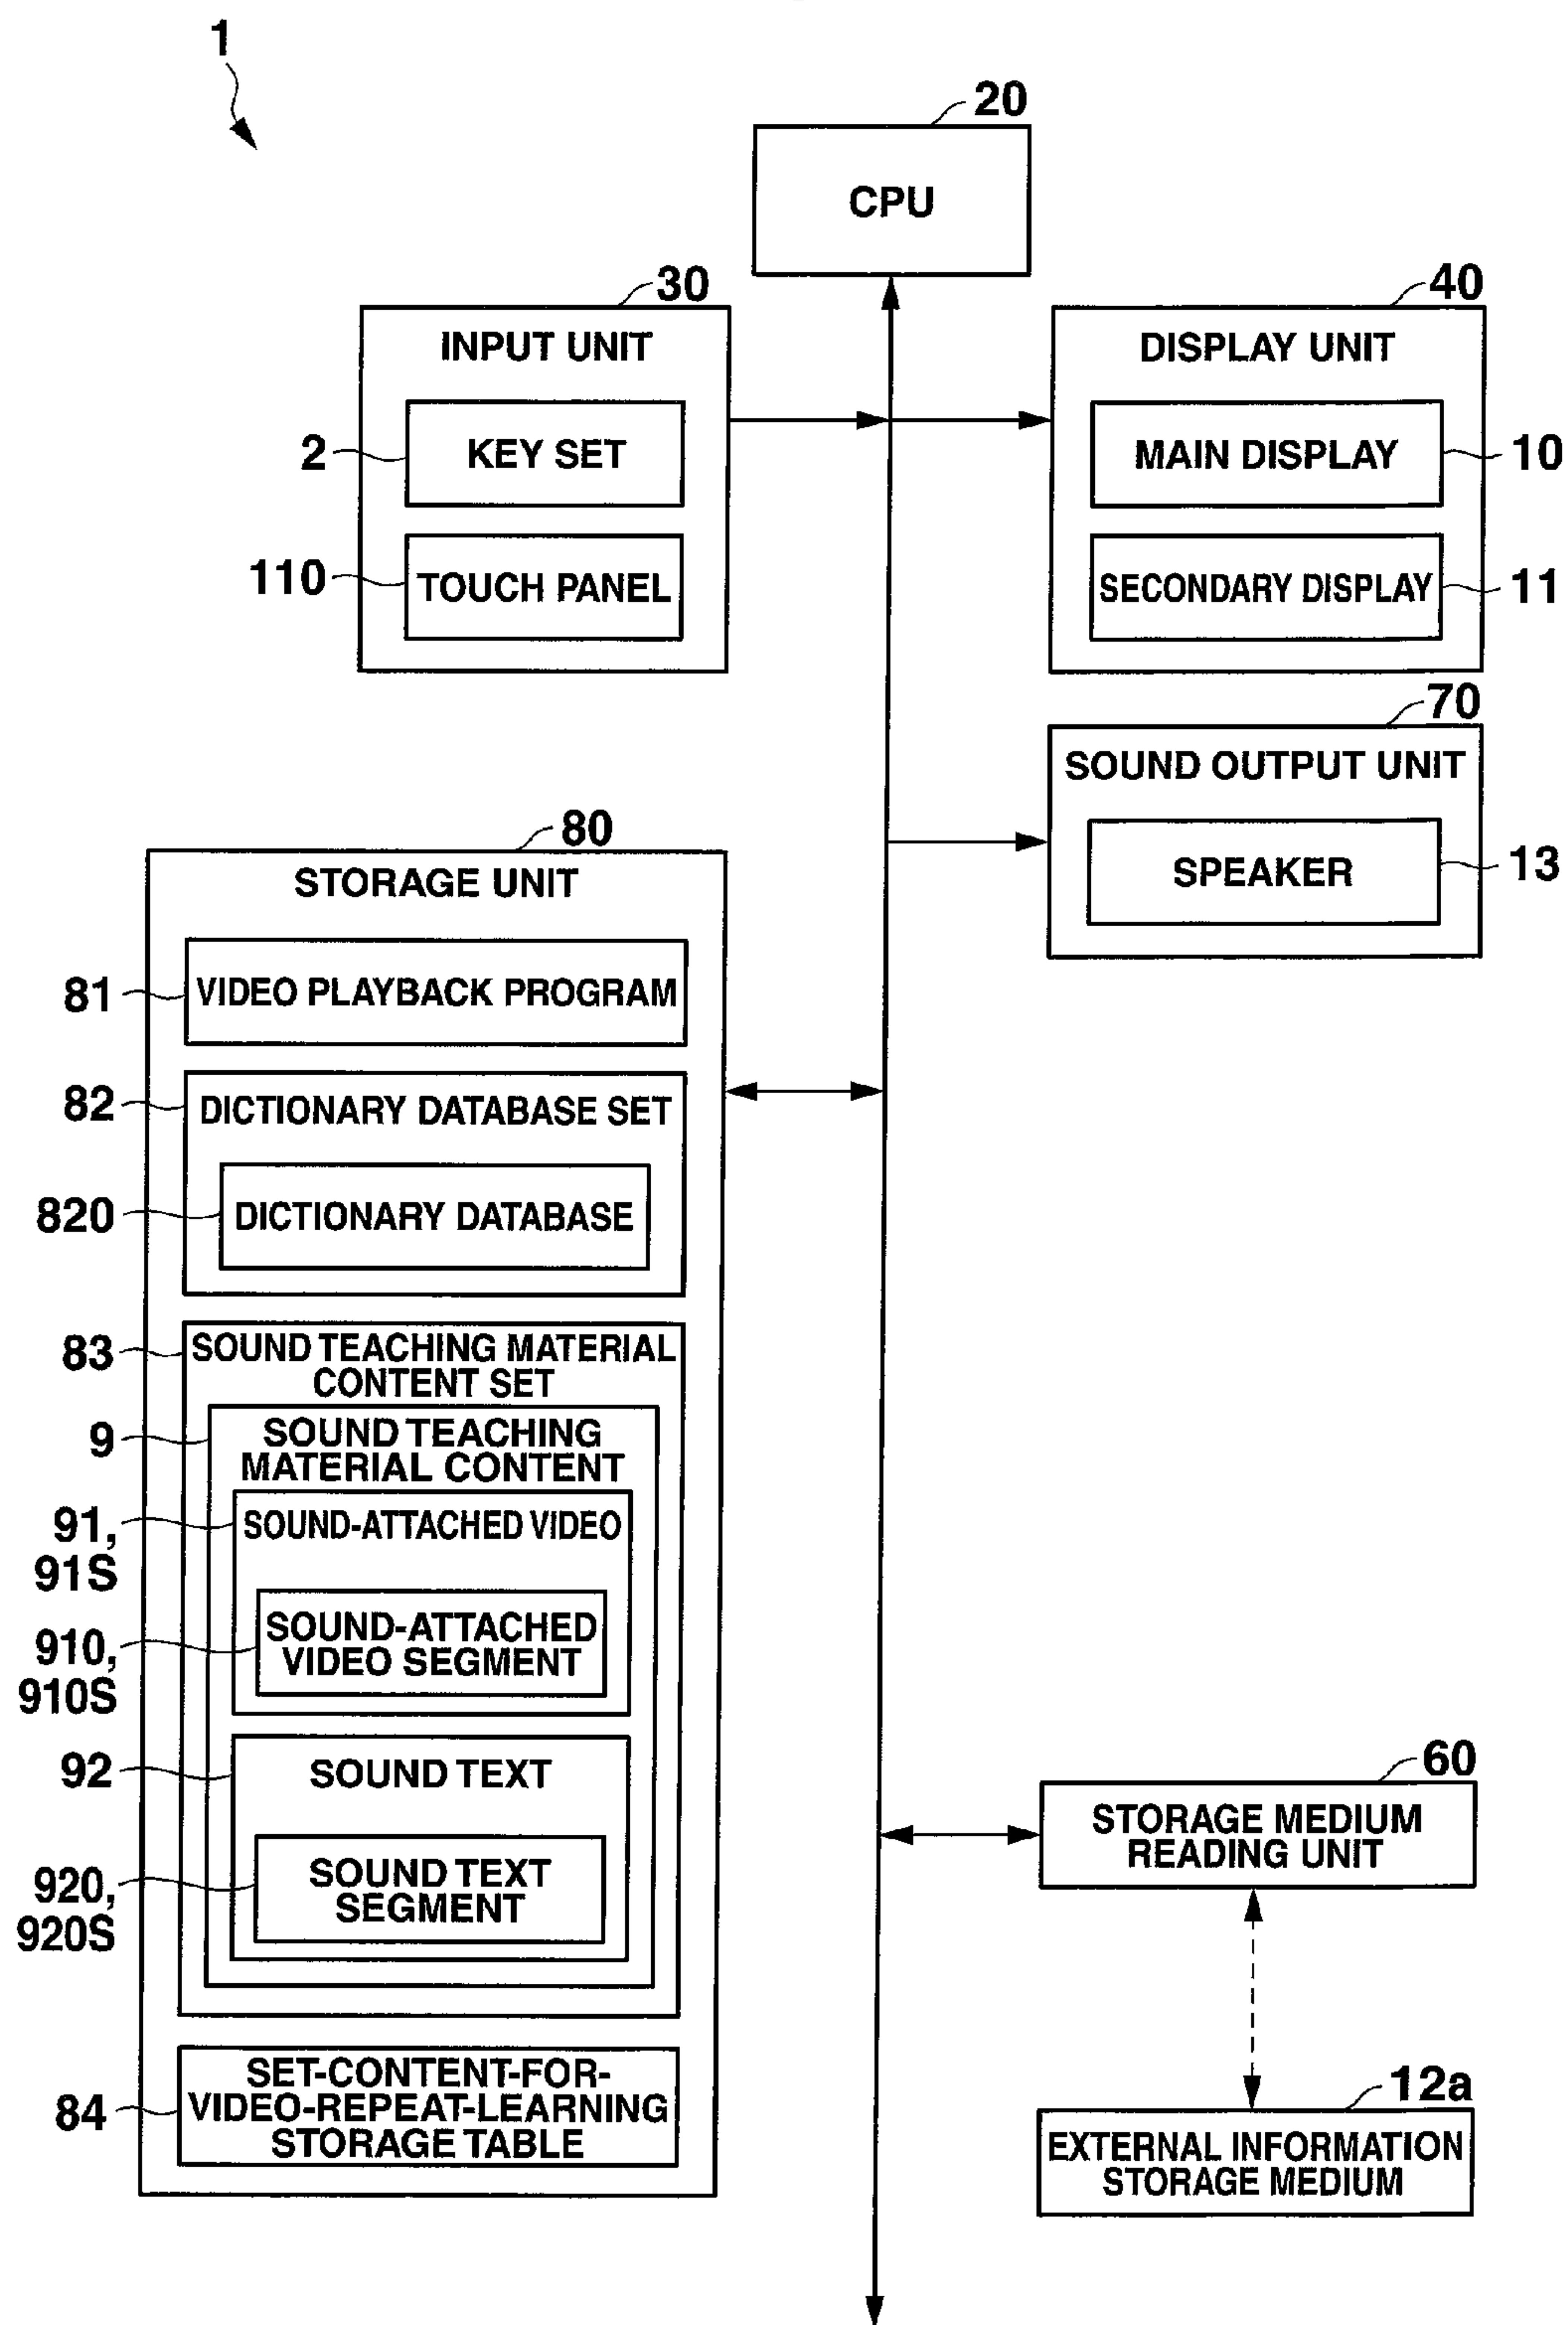 1
20
CPU
30
INPUT UNIT
2
KEY SET
110
TOUCH PANEL
40
DISPLAY UNIT
MAIN DISPLAY
10
SECONDARY DISPLAY
11
70
SOUND OUTPUT UNIT
SPEAKER
13
80
STORAGE UNIT
81
VIDEO PLAYBACK PROGRAM
82
DICTIONARY DATABASE SET
820
DICTIONARY DATABASE
83
SOUND TEACHING MATERIAL
CONTENT SET
9
SOUND TEACHING
MATERIAL CONTENT
91,
91S
SOUND-ATTACHED VIDEO
910,
910S
SOUND-ATTACHED
VIDEO SEGMENT
92
SOUND TEXT
920,
920S
SOUND TEXT
SEGMENT
84
SET-CONTENT-FOR-
VIDEO-REPEAT-LEARNING
STORAGE TABLE
60
STORAGE MEDIUM
READING UNIT
12a
EXTERNAL INFORMATION
STORAGE MEDIUM